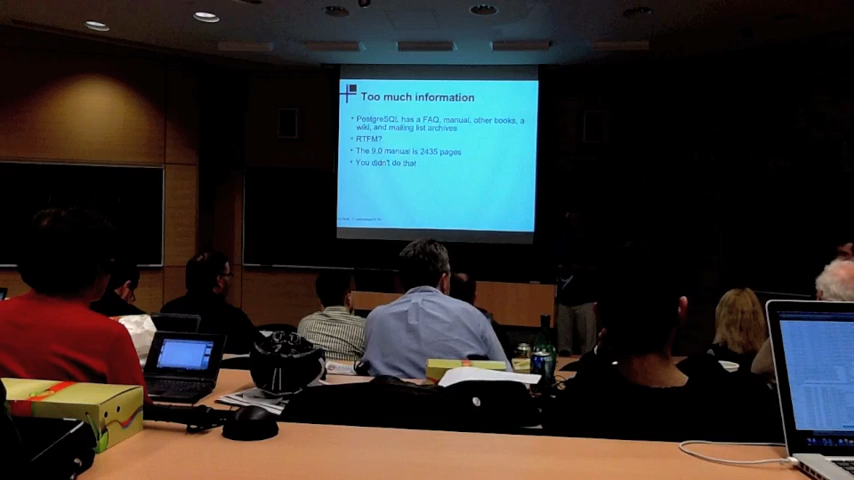 Too much information
• PostgreSQL has a FAQ, manual, other books, a
wiki, and mailing list archives
• RTFM?
• The 9.0 manual is 2435 pages
• You didn't do that